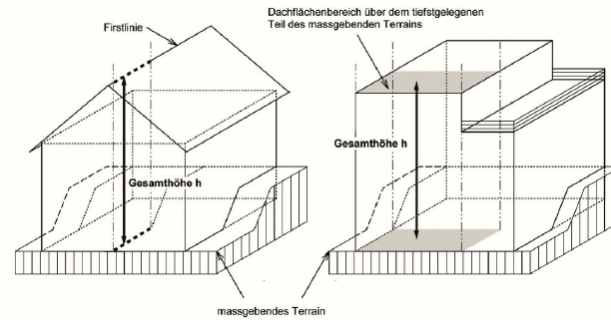 Dachflächenbereich über dem tiefstgelegenen
Teil des massgebenden Terrains
Firstlinie
Gesamthöhe h
Gesamthöhe h
massgebendes Terrain